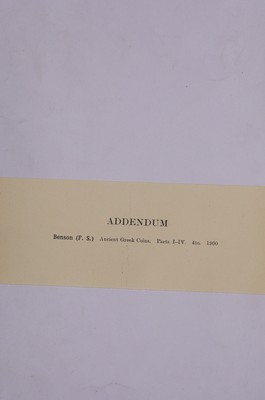 ADDENDUM
Benson (F. S.) Ancient Greek Coins. Parts I-IV. 4to. 1900